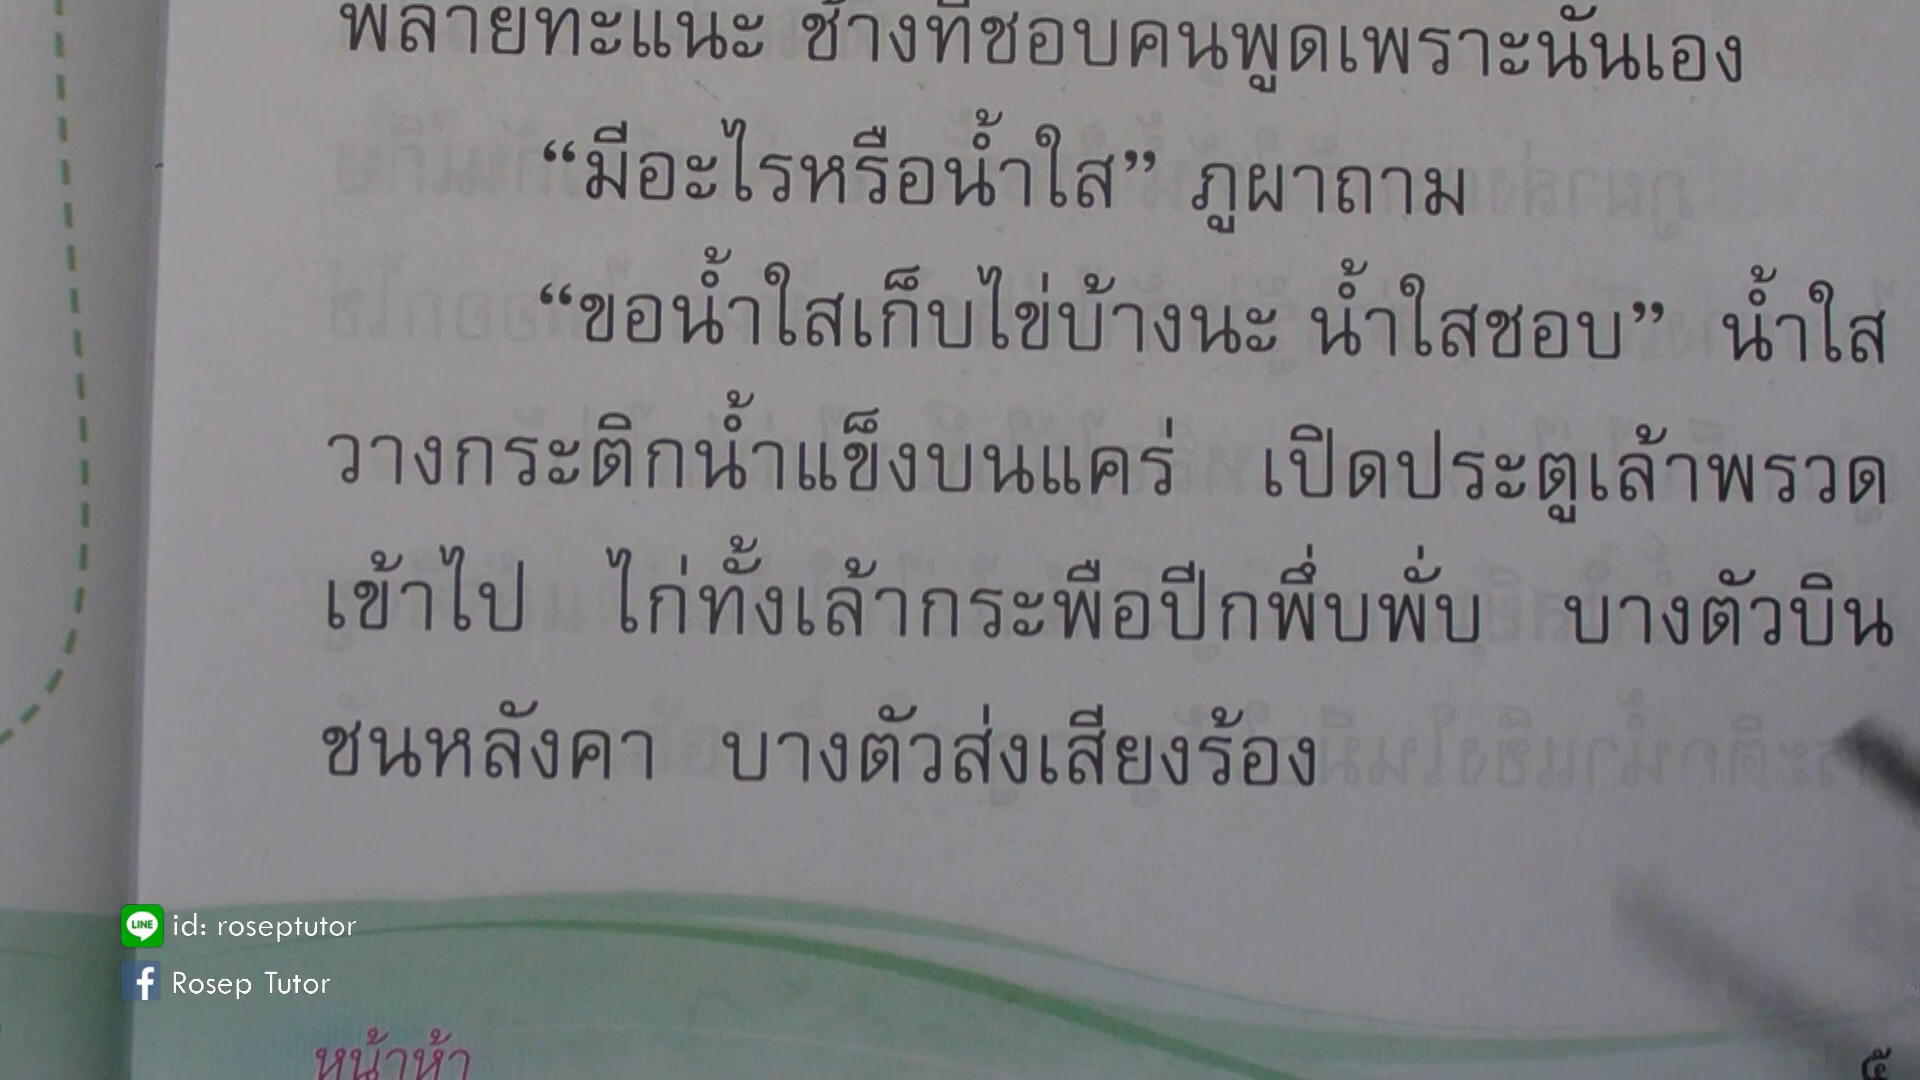 พลายทะแนะ ช้างที่ชอบคนพูดเพราะนั่นเอง
“มีอะไรหรือน้ำใส” ภูผาถาม
“ขอน้ำใสเก็บไข่บ้างนะ น้ำใสชอบ” น้ำใส
วางกระติกน้ำแข็งบนแคร่ เปิดประตูเล้าพรวด
เข้าไป ไก่ทั้งเล้ากระพือปีกพึ่บพั่บ บางตัวบิน
ชนหลังคา บางตัวส่งเสียงร้อง
LINE id: roseptutor
f Rosep Tutor
หน้าห้า
๕